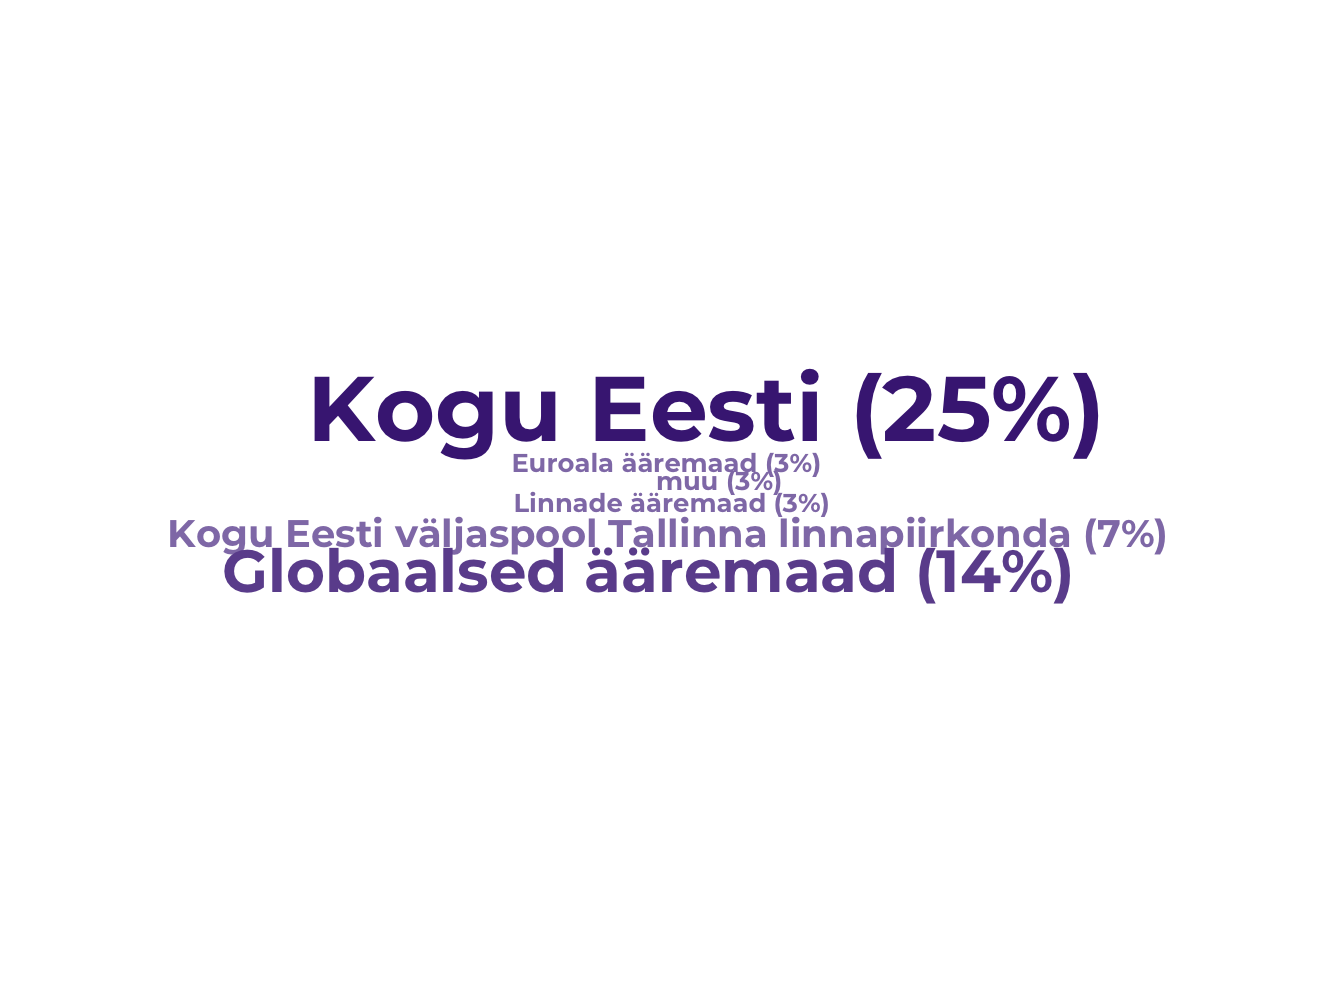 Kogu Eesti (25%)
Euroala ääremaad (3%)
muu (3%)
Linnade ääremaad (3%)
Kogu Eesti väljaspool Tallinna linnapiirkonda (7%)
Globaalsed ääremaad (14%)